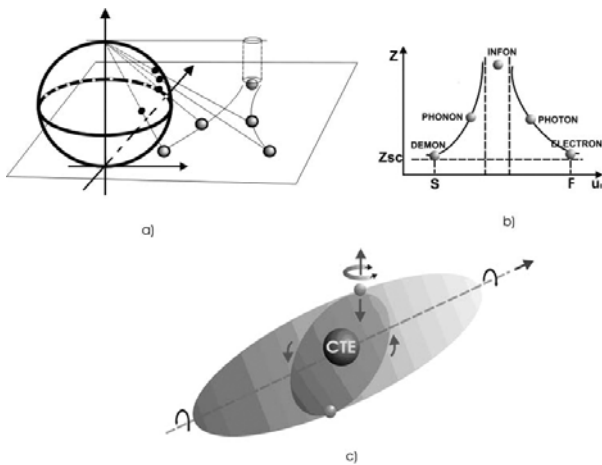 a)
INFON
Z
PHONON
PHOTON
DEMON
ELECTRON
Zsc
S
F
b)
CTE
c)